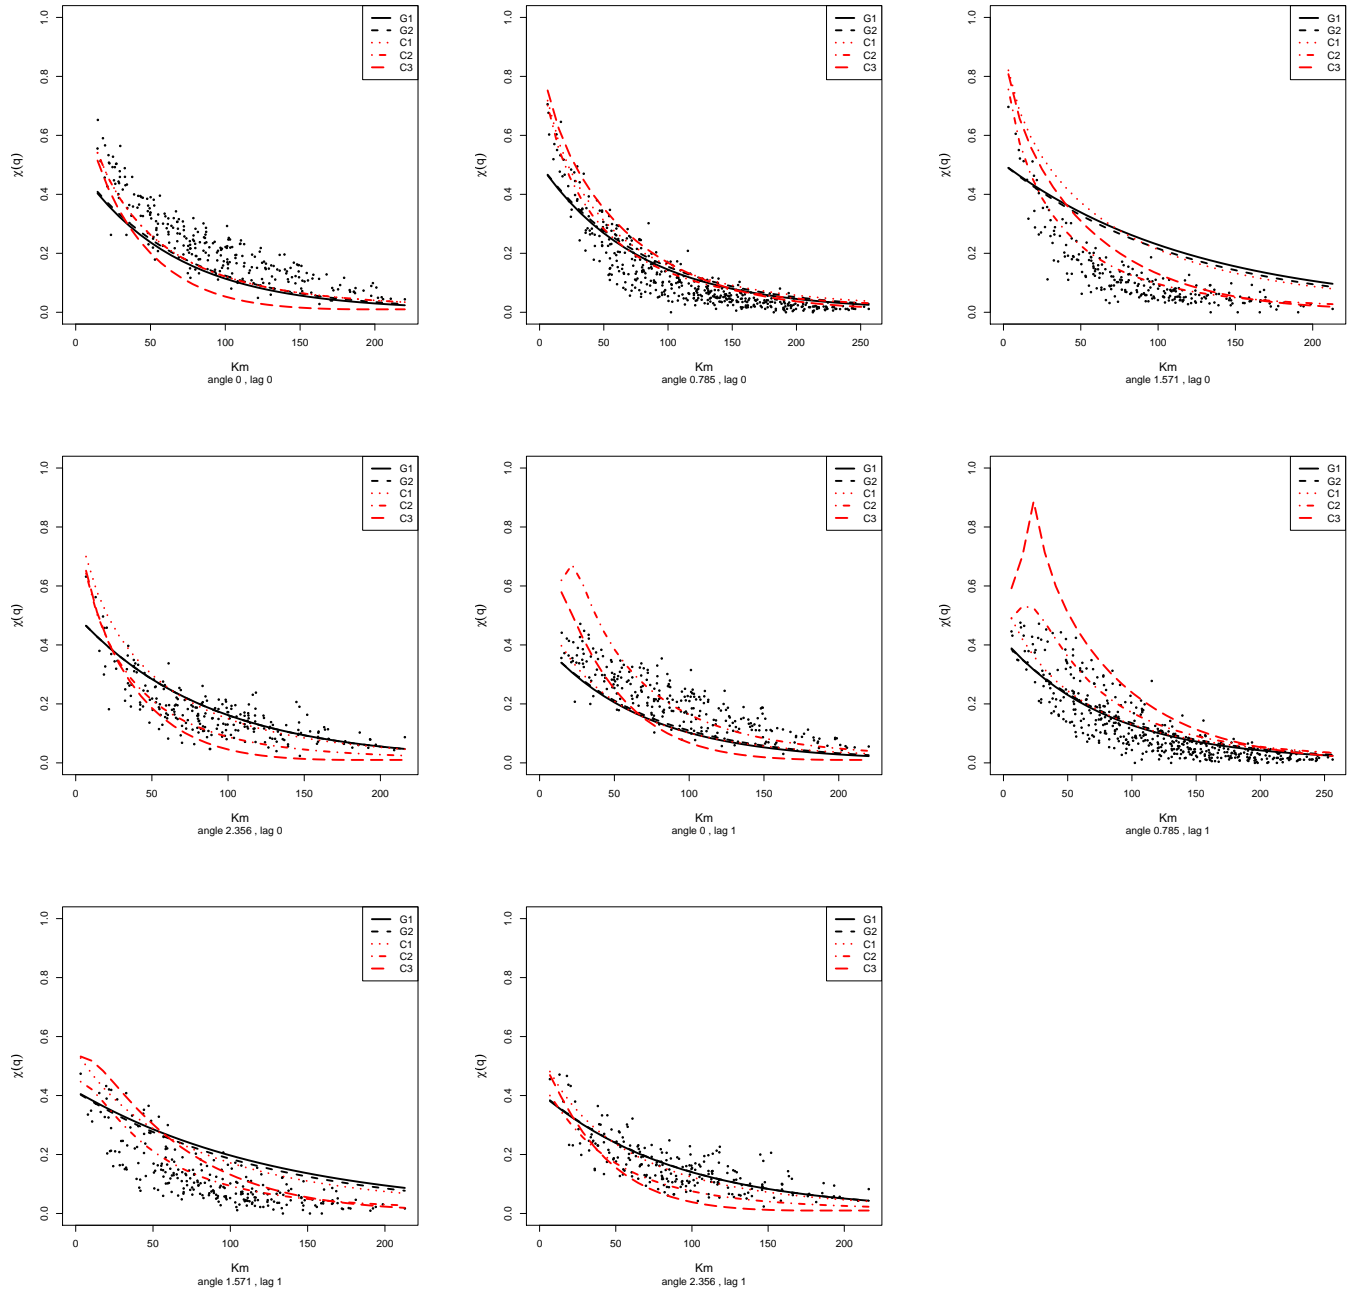 χ(q)
0.0 0.2 0.4 0.6 0.8 1.0
G1
G2
C1
C2
C3
0 50 100 150 200
Km
angle 0 , lag 0
χ(q)
0.0 0.2 0.4 0.6 0.8 1.0
G1
G2
C1
C2
C3
0 50 100 150 200 250
Km
angle 0.785 , lag 0
χ(q)
0.0 0.2 0.4 0.6 0.8 1.0
G1
G2
C1
C2
C3
0 50 100 150 200
Km
angle 1.571 , lag 0
χ(q)
0.0 0.2 0.4 0.6 0.8 1.0
G1
G2
C1
C2
C3
0 50 100 150 200
Km
angle 2.356 , lag 0
χ(q)
0.0 0.2 0.4 0.6 0.8 1.0
G1
G2
C1
C2
C3
0 50 100 150 200
Km
angle 0 , lag 1
χ(q)
0.0 0.2 0.4 0.6 0.8 1.0
G1
G2
C1
C2
C3
0 50 100 150 200 250
Km
angle 0.785 , lag 1
χ(q)
0.0 0.2 0.4 0.6 0.8 1.0
G1
G2
C1
C2
C3
0 50 100 150 200
Km
angle 1.571 , lag 1
χ(q)
0.0 0.2 0.4 0.6 0.8 1.0
G1
G2
C1
C2
C3
0 50 100 150 200
Km
angle 2.356 , lag 1